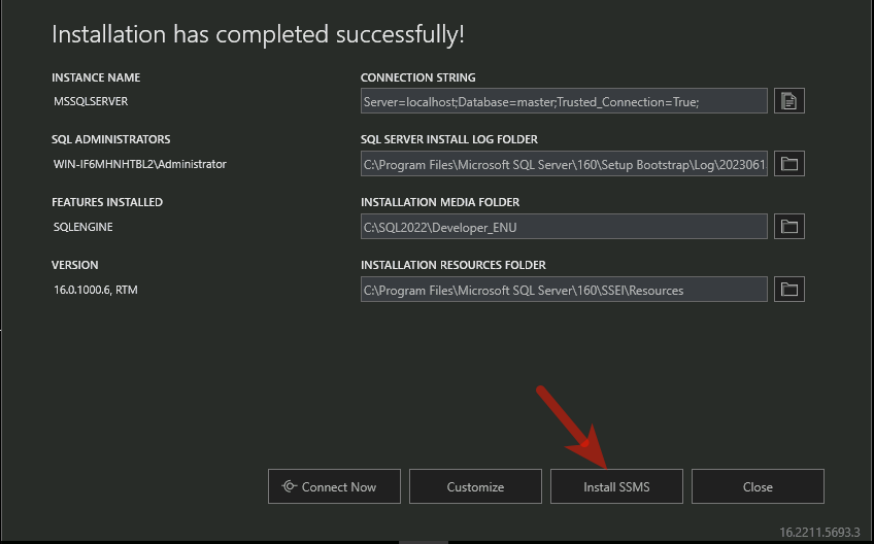 Installation has completed successfully!
INSTANCE NAME
MSSQLSERVER
CONNECTION STRING
Server=localhost;Database=master;Trusted_Connection=True;
SQL ADMINISTRATORS
WIN-IF6MHNHTBL2\Administrator
SQL SERVER INSTALL LOG FOLDER
C:\Program Files\Microsoft SQL Server\160\Setup Bootstrap\Log\2023061
FEATURES INSTALLED
SQLENGINE
INSTALLATION MEDIA FOLDER
C:\SQL2022\Developer_ENU
VERSION
16.0.1000.6, RTM
INSTALLATION RESOURCES FOLDER
C:\Program Files\Microsoft SQL Server\160\SSEI\Resources
Connect Now
Customize
Install SSMS
Close
16.2211.5693.3